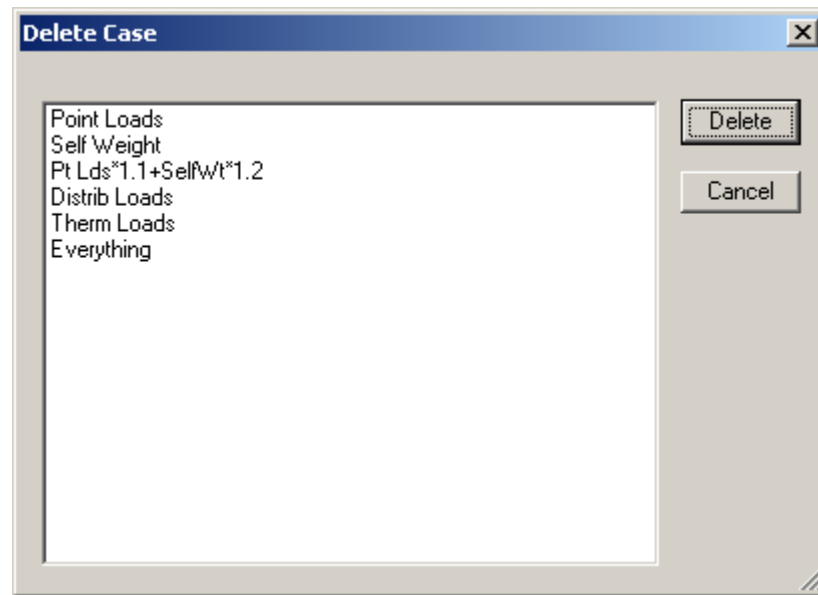 Delete Case
Point Loads
Self Weight
Pt Lds*1.1+SelfWt*1.2
Distrib Loads
Therm Loads
Everything
Delete
Cancel